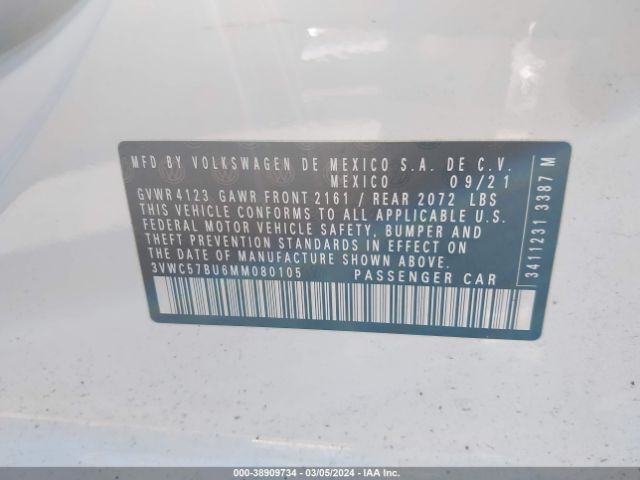 MFD BY VOLKSWAGEN DE MEXICO S.A. DE C.V.
MEXICO 09/21
GVWR 4123 GAWR FRONT 2161 / REAR 2072 LBS
THIS VEHICLE CONFORMS TO ALL APPLICABLE U.S.
FEDERAL MOTOR VEHICLE SAFETY, BUMPER AND
THEFT PREVENTION STANDARDS IN EFFECT ON
THE DATE OF MANUFACTURE SHOWN ABOVE.
3VWC57BU6MM080105 PASSENGER CAR
3411231 3387 M
000-38909734 — 03/05/2024 — IAA Inc.